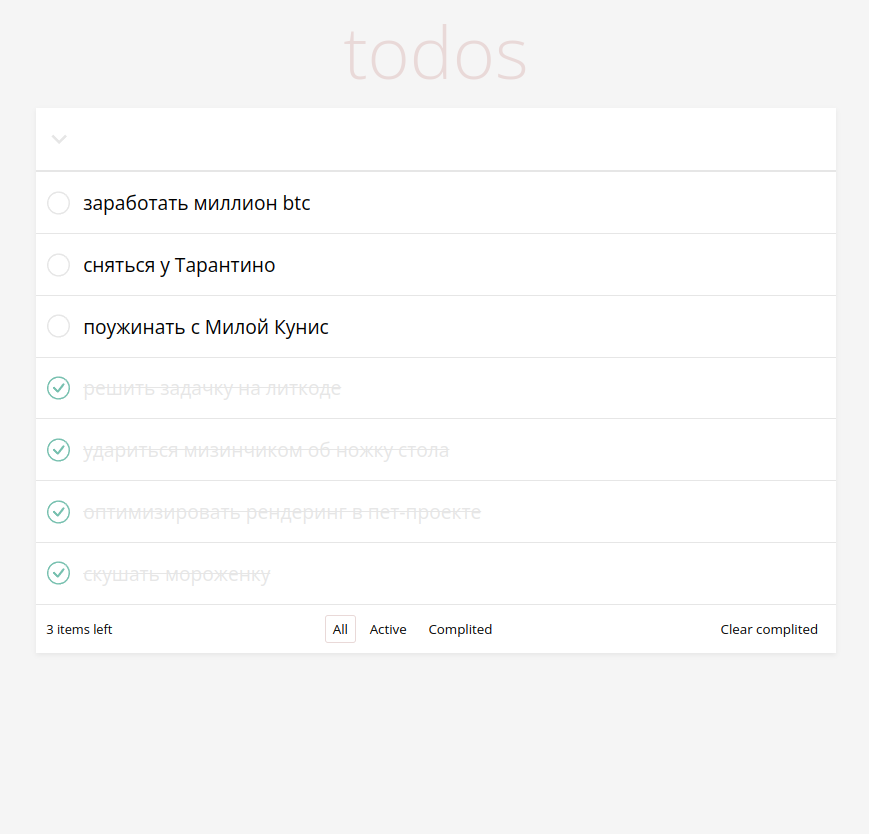 todos
заработать миллион btc
сняться у Тарантино
поужинать с Милой Кунис
решить задачку на литкоде
удариться мизинчиком об ножку стола
оптимизировать рендеринг в пет-проекте
скушать мороженку
3 items left All Active Complited Clear complited